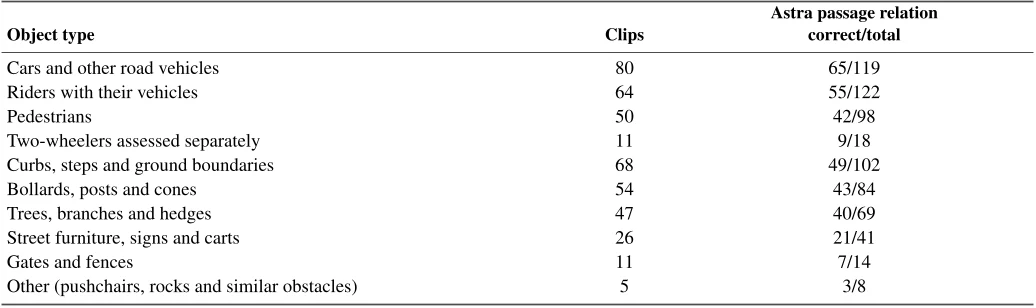 Astra passage relation
Object type Clips correct/total
Cars and other road vehicles 80 65/119
Riders with their vehicles 64 55/122
Pedestrians 50 42/98
Two-wheelers assessed separately 11 9/18
Curbs, steps and ground boundaries 68 49/102
Bollards, posts and cones 54 43/84
Trees, branches and hedges 47 40/69
Street furniture, signs and carts 26 21/41
Gates and fences 11 7/14
Other (pushchairs, rocks and similar obstacles) 5 3/8